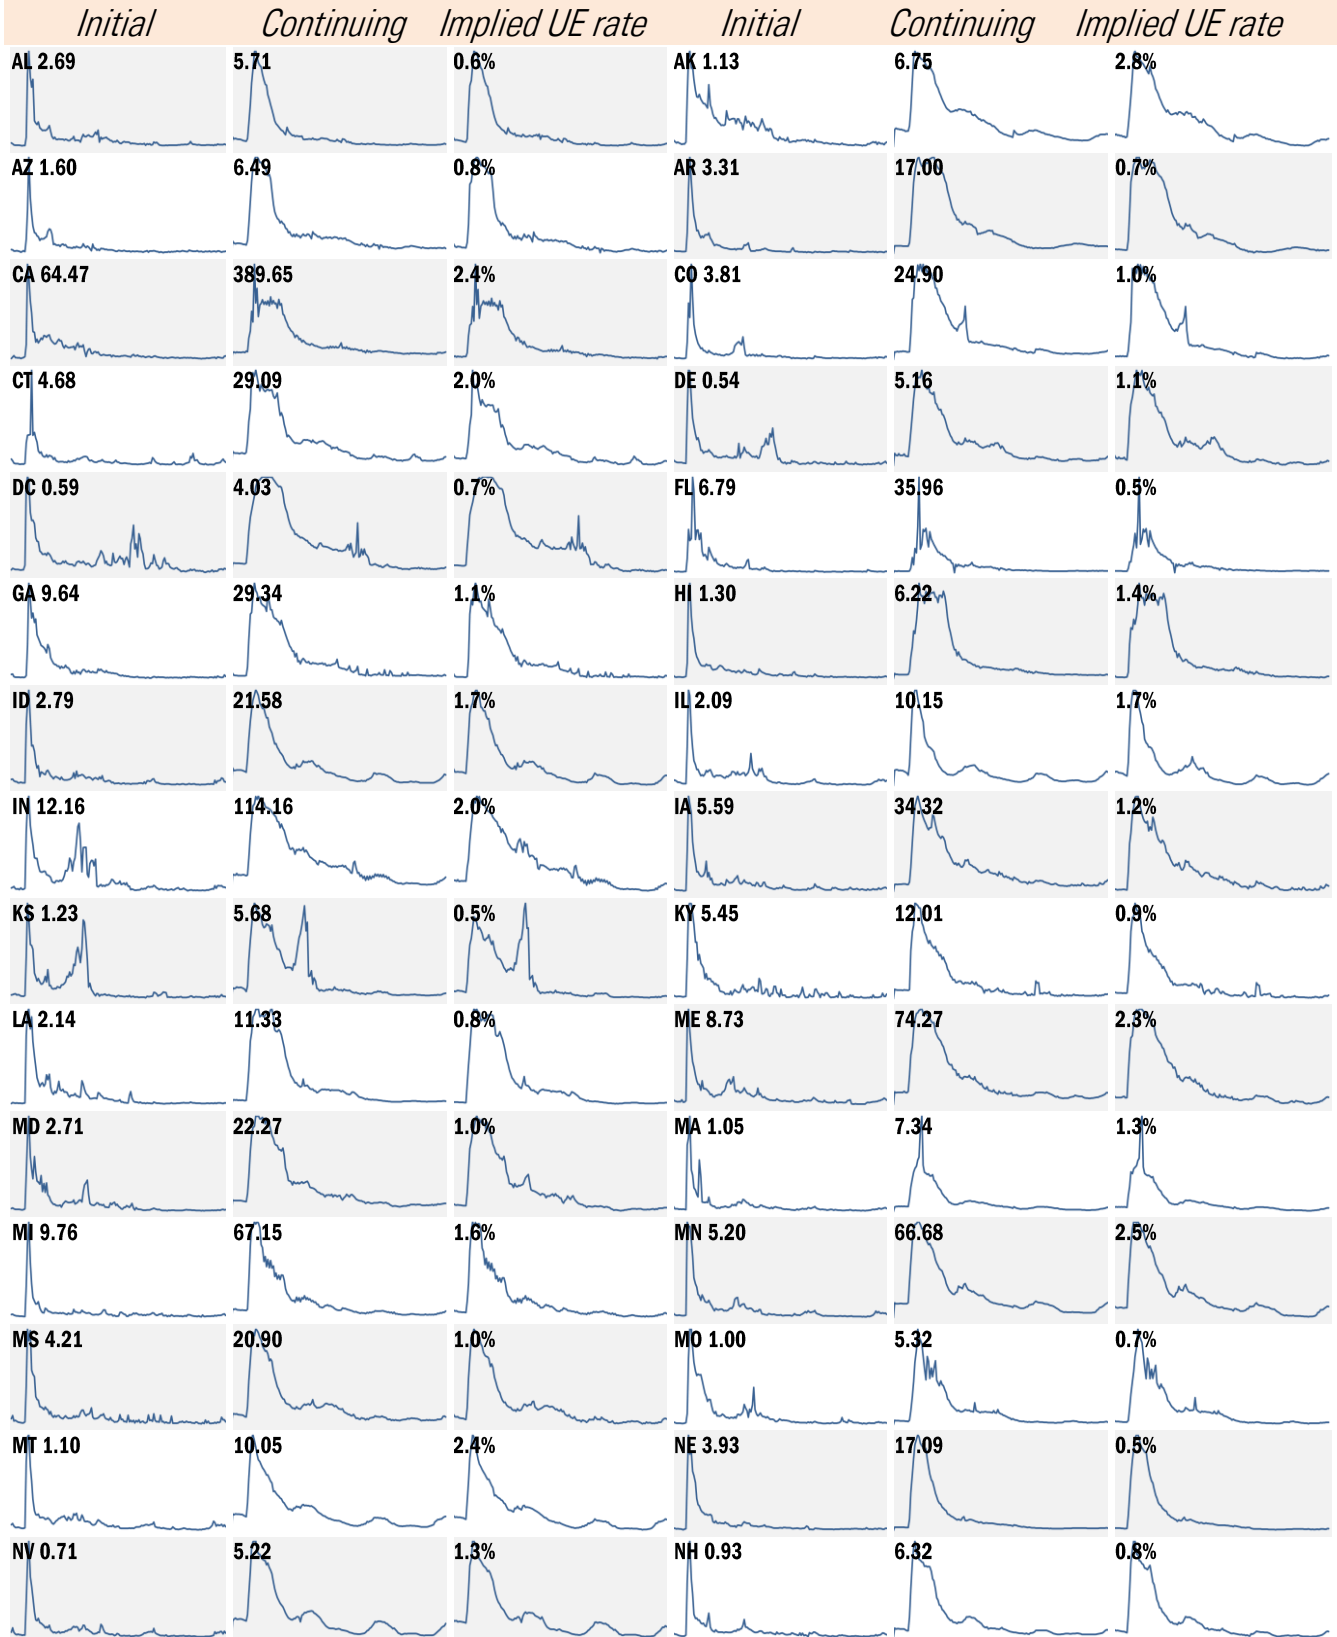 Initial Continuing Implied UE rate Initial Continuing Implied UE rate
AL 2.69 5.71 0.6% AK 1.13 6.75 2.8%
AZ 1.60 6.49 0.8% AR 3.31 17.00 0.7%
CA 64.47 389.65 2.4% CO 3.81 24.90 1.0%
CT 4.68 29.09 2.0% DE 0.54 5.16 1.1%
DC 0.59 4.03 0.7% FL 6.79 35.96 0.5%
GA 9.64 29.34 1.1% HI 1.30 6.22 1.4%
ID 2.79 21.58 1.7% IL 2.09 10.15 1.7%
IN 12.16 114.16 2.0% IA 5.59 34.32 1.2%
KS 1.23 5.68 0.5% KY 5.45 12.01 0.9%
LA 2.14 11.33 0.8% ME 8.73 74.27 2.3%
MD 2.71 22.27 1.0% MA 1.05 7.34 1.3%
MI 9.76 67.15 1.6% MN 5.20 66.68 2.5%
MS 4.21 20.90 1.0% MO 1.00 5.32 0.7%
MT 1.10 10.05 2.4% NE 3.93 17.09 0.5%
NV 0.71 5.22 1.3% NH 0.93 6.32 0.8%